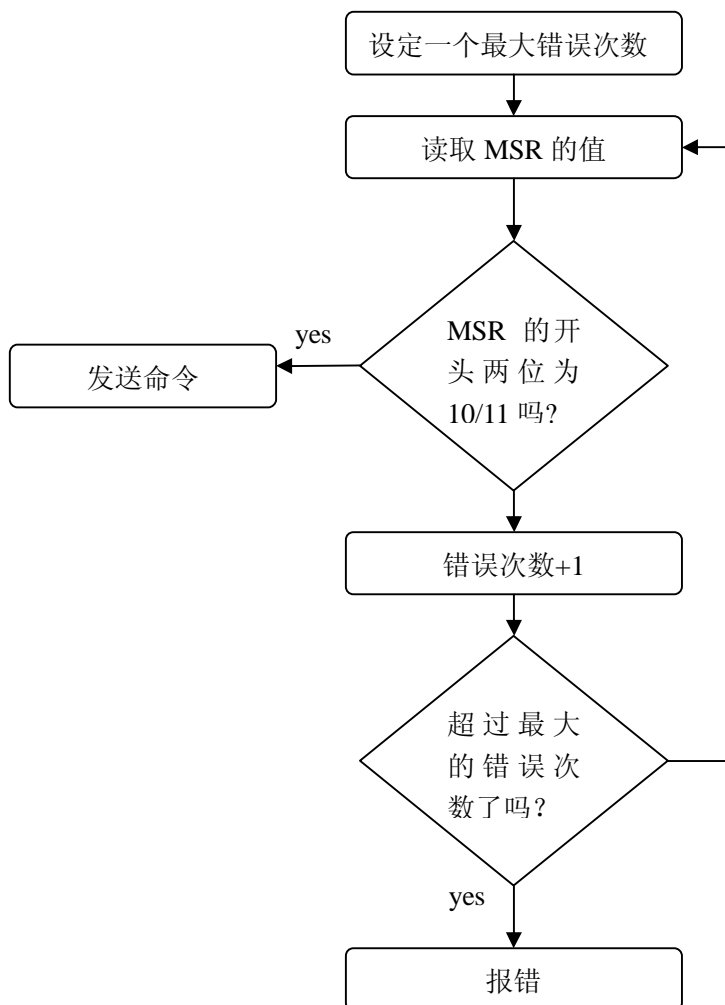 设定一个最大错误次数
读取 MSR 的值
yes
MSR 的开
头两位为
10/11 吗?
发送命令
错误次数+1
超过最大
的错误次
数了吗?
yes
报错